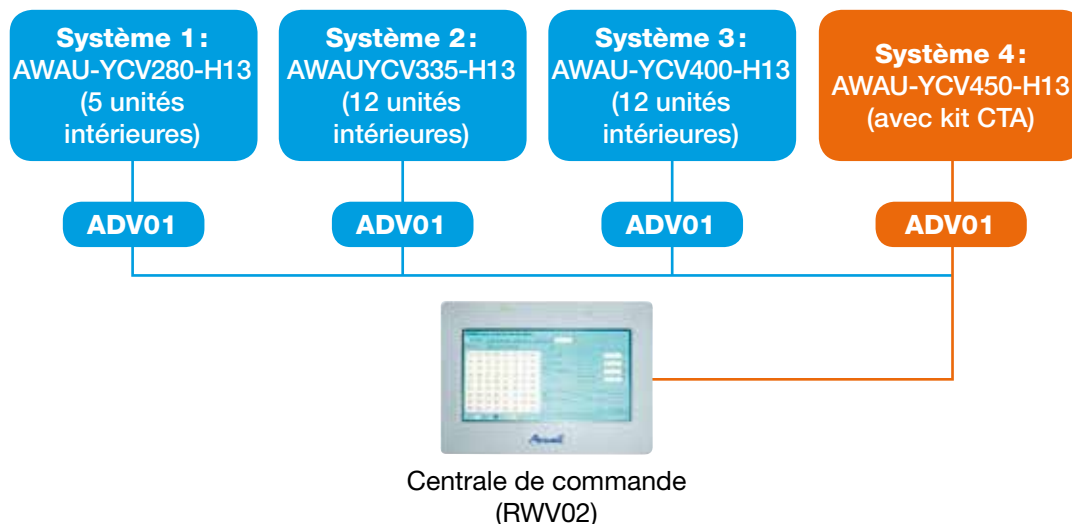 Système 1 :
AWAU-YCV280-H13
(5 unités
intérieures)
Système 2 :
AWAUYCV335-H13
(12 unités
intérieures)
Système 3 :
AWAU-YCV400-H13
(12 unités
intérieures)
Système 4 :
AWAU-YCV450-H13
(avec kit CTA)
ADV01
ADV01
ADV01
ADV01
Airwell
Centrale de commande
(RWV02)